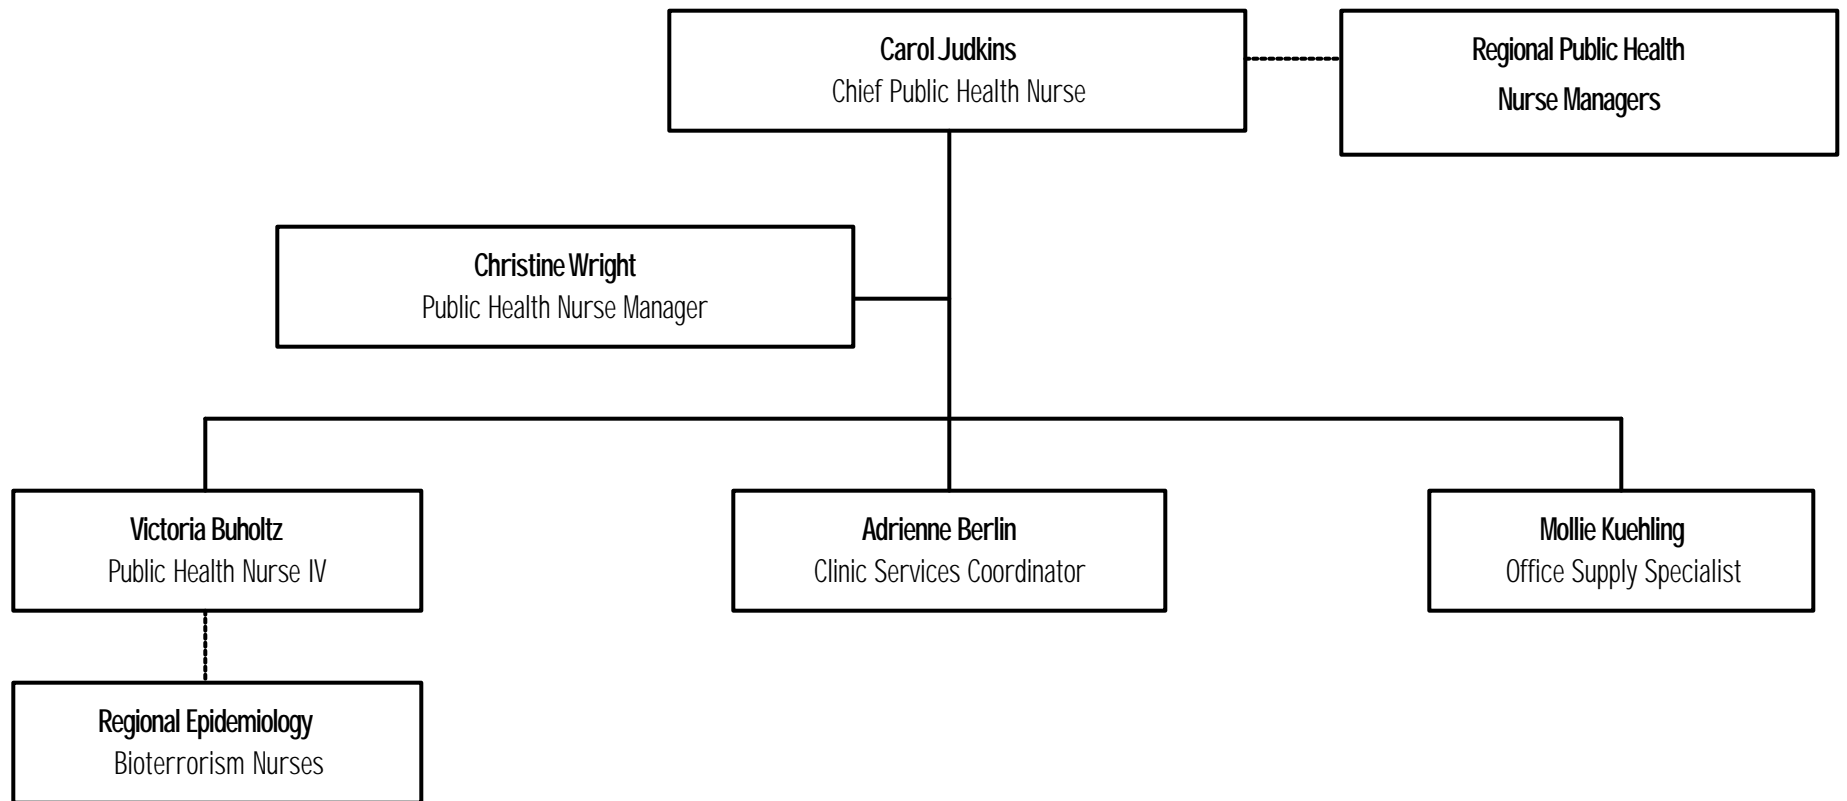 Carol Judkins
Chief Public Health Nurse
Regional Public Health
Nurse Managers
Christine Wright
Public Health Nurse Manager
Victoria Buholtz
Public Health Nurse IV
Adrienne Berlin
Clinic Services Coordinator
Mollie Kuehling
Office Supply Specialist
Regional Epidemiology
Bioterrorism Nurses